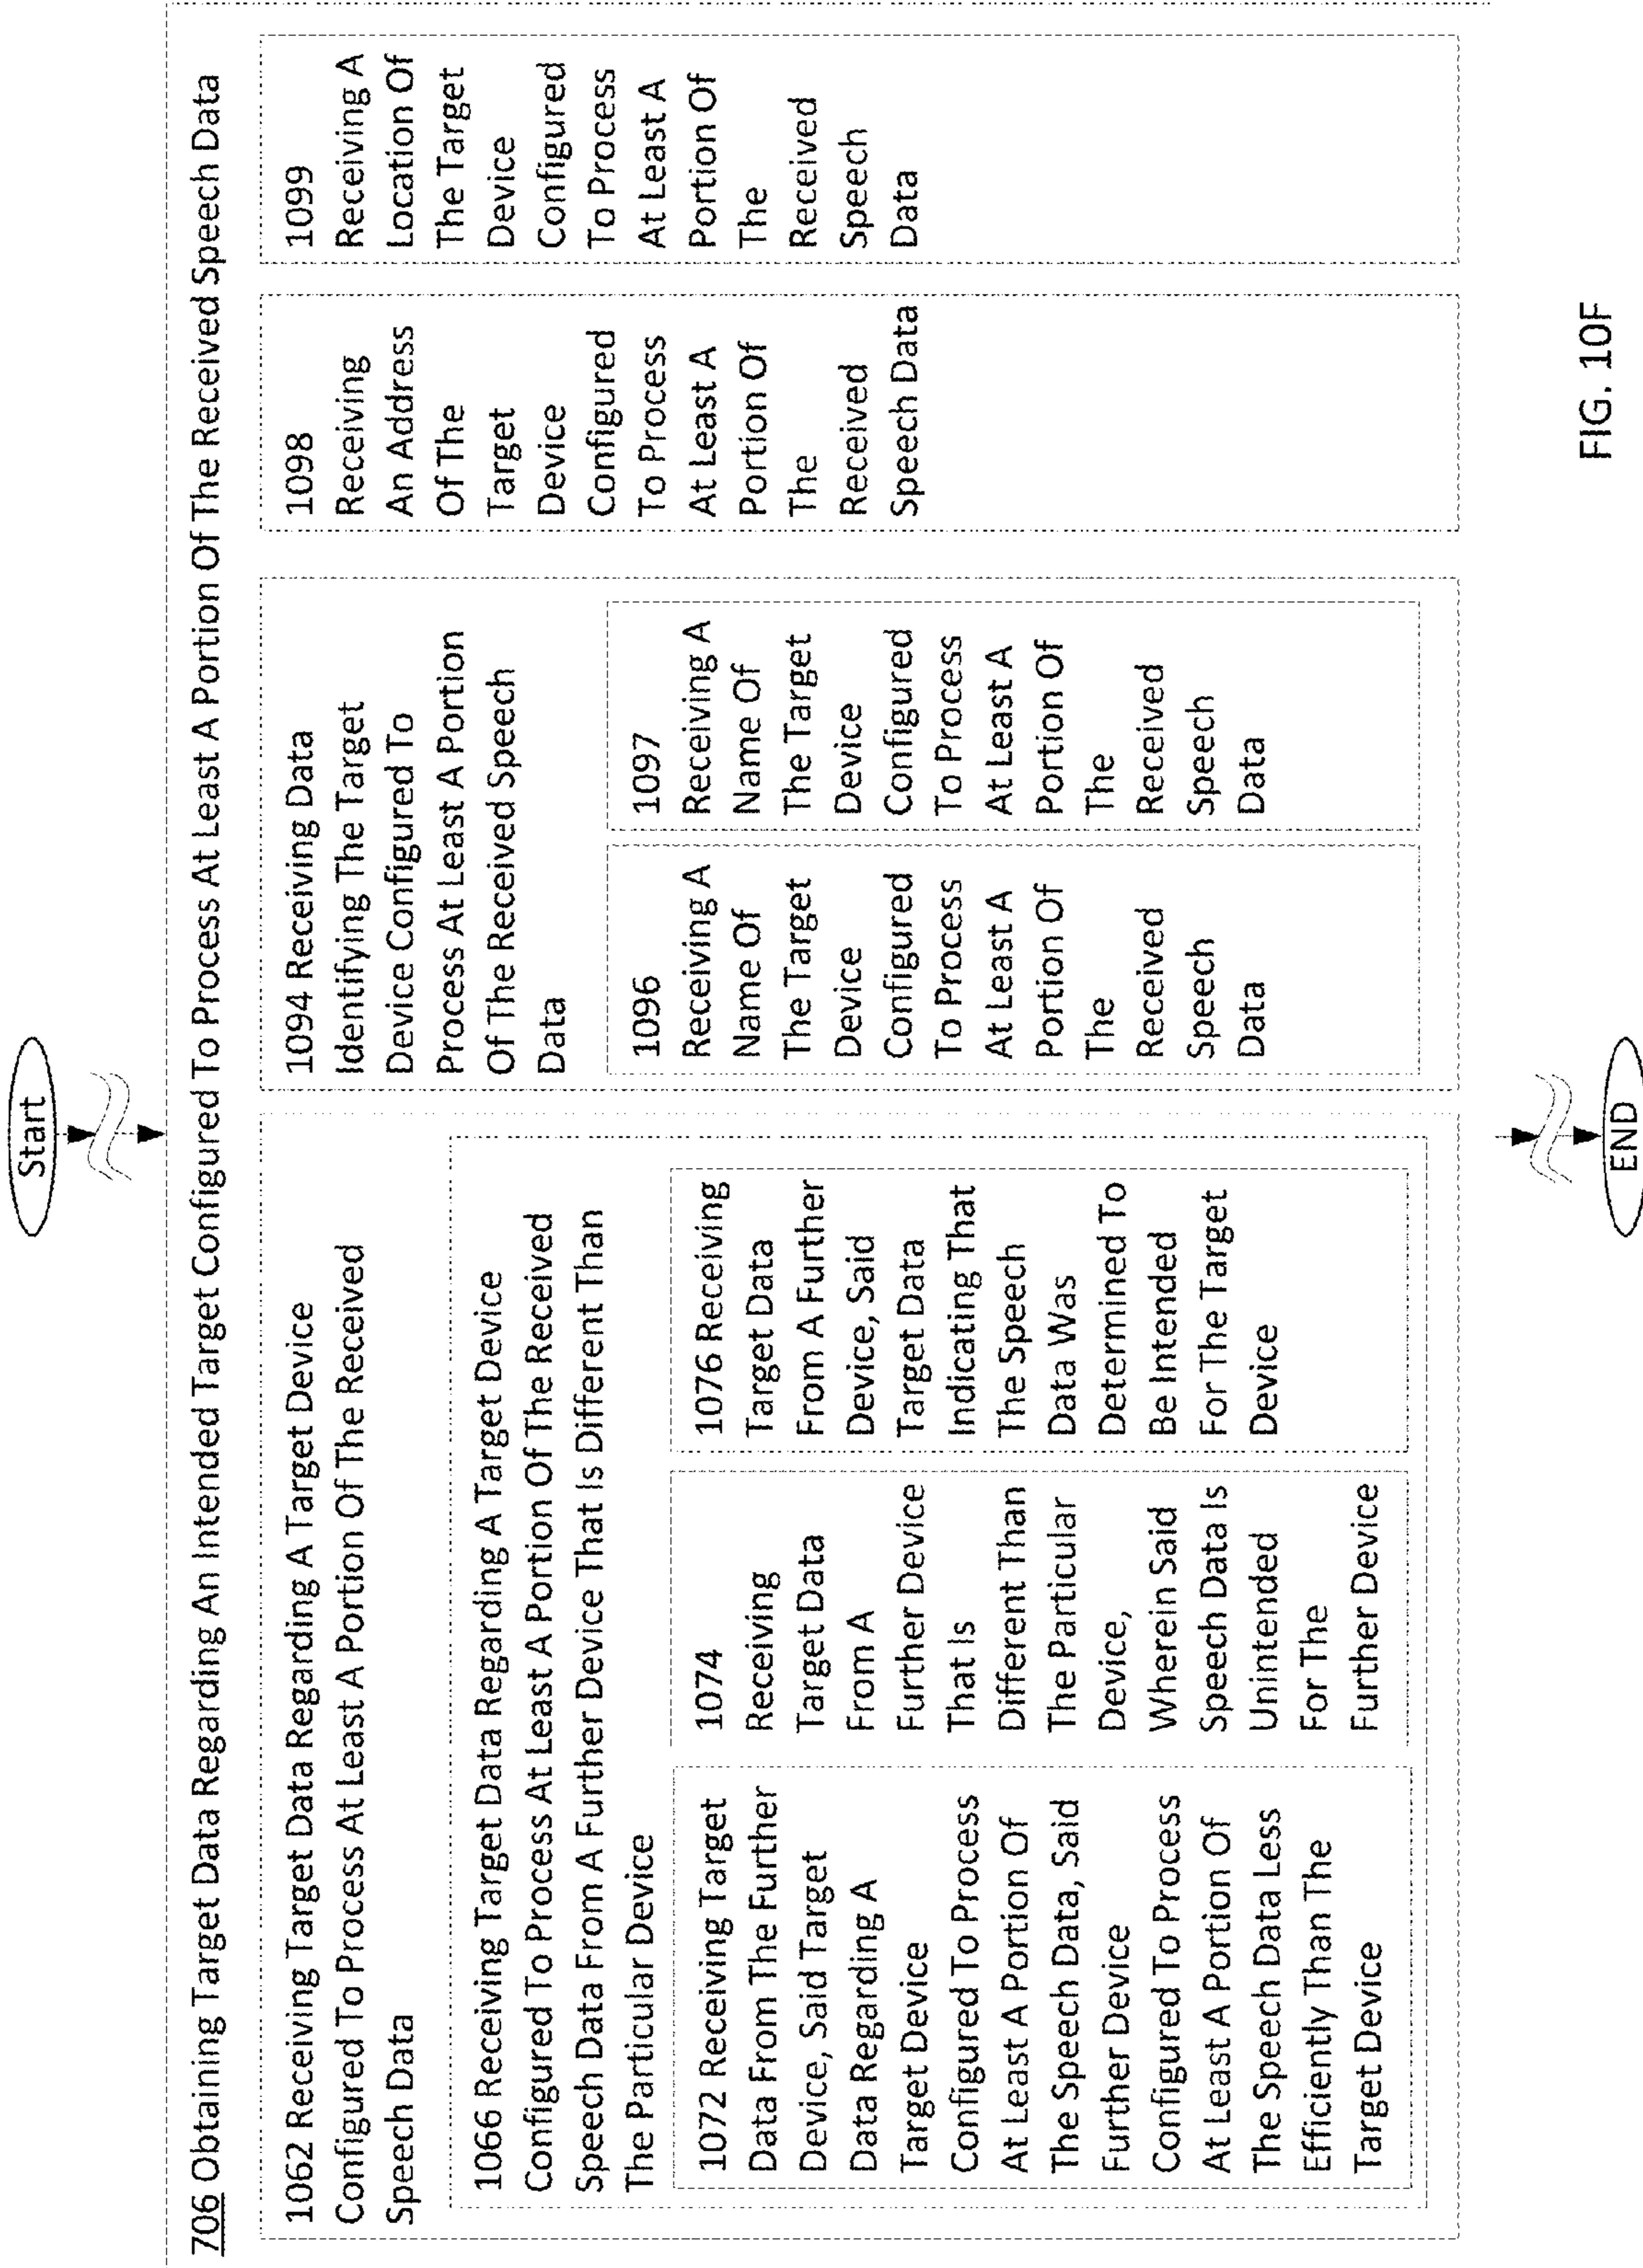 Start
706 Obtaining Target Data Regarding An Intended Target Configured To Process At Least A Portion Of The Received Speech Data
1062 Receiving Target Data Regarding A Target Device
Configured To Process At Least A Portion Of The Received
Speech Data
1066 Receiving Target Data Regarding A Target Device
Configured To Process At Least A Portion Of The Received
Speech Data From A Further Device That Is Different Than
The Particular Device
1072 Receiving Target
Data From The Further
Device, Said Target
Data Regarding A
Target Device
Configured To Process
At Least A Portion Of
The Speech Data, Said
Further Device
Configured To Process
At Least A Portion Of
The Speech Data Less
Efficiently Than The
Target Device
1074
Receiving
Target Data
From A
Further Device
That Is
Different Than
The Particular
Device,
Wherein Said
Speech Data Is
Unintended
For The
Further Device
1076 Receiving
Target Data
From A Further
Device, Said
Target Data
Indicating That
The Speech
Data Was
Determined To
Be Intended
For The Target
Device
1094 Receiving Data
Identifying The Target
Device Configured To
Process At Least A Portion
Of The Received Speech
Data
1096
Receiving A
Name Of
The Target
Device
Configured
To Process
At Least A
Portion Of
The
Received
Speech
Data
1097
Receiving A
Name Of
The Target
Device
Configured
To Process
At Least A
Portion Of
The
Received
Speech
Data
1098
Receiving
An Address
Of The
Target
Device
Configured
To Process
At Least A
Portion Of
The
Received
Speech Data
1099
Receiving A
Location Of
The Target
Device
Configured
To Process
At Least A
Portion Of
The
Received
Speech
Data
END
FIG. 10F